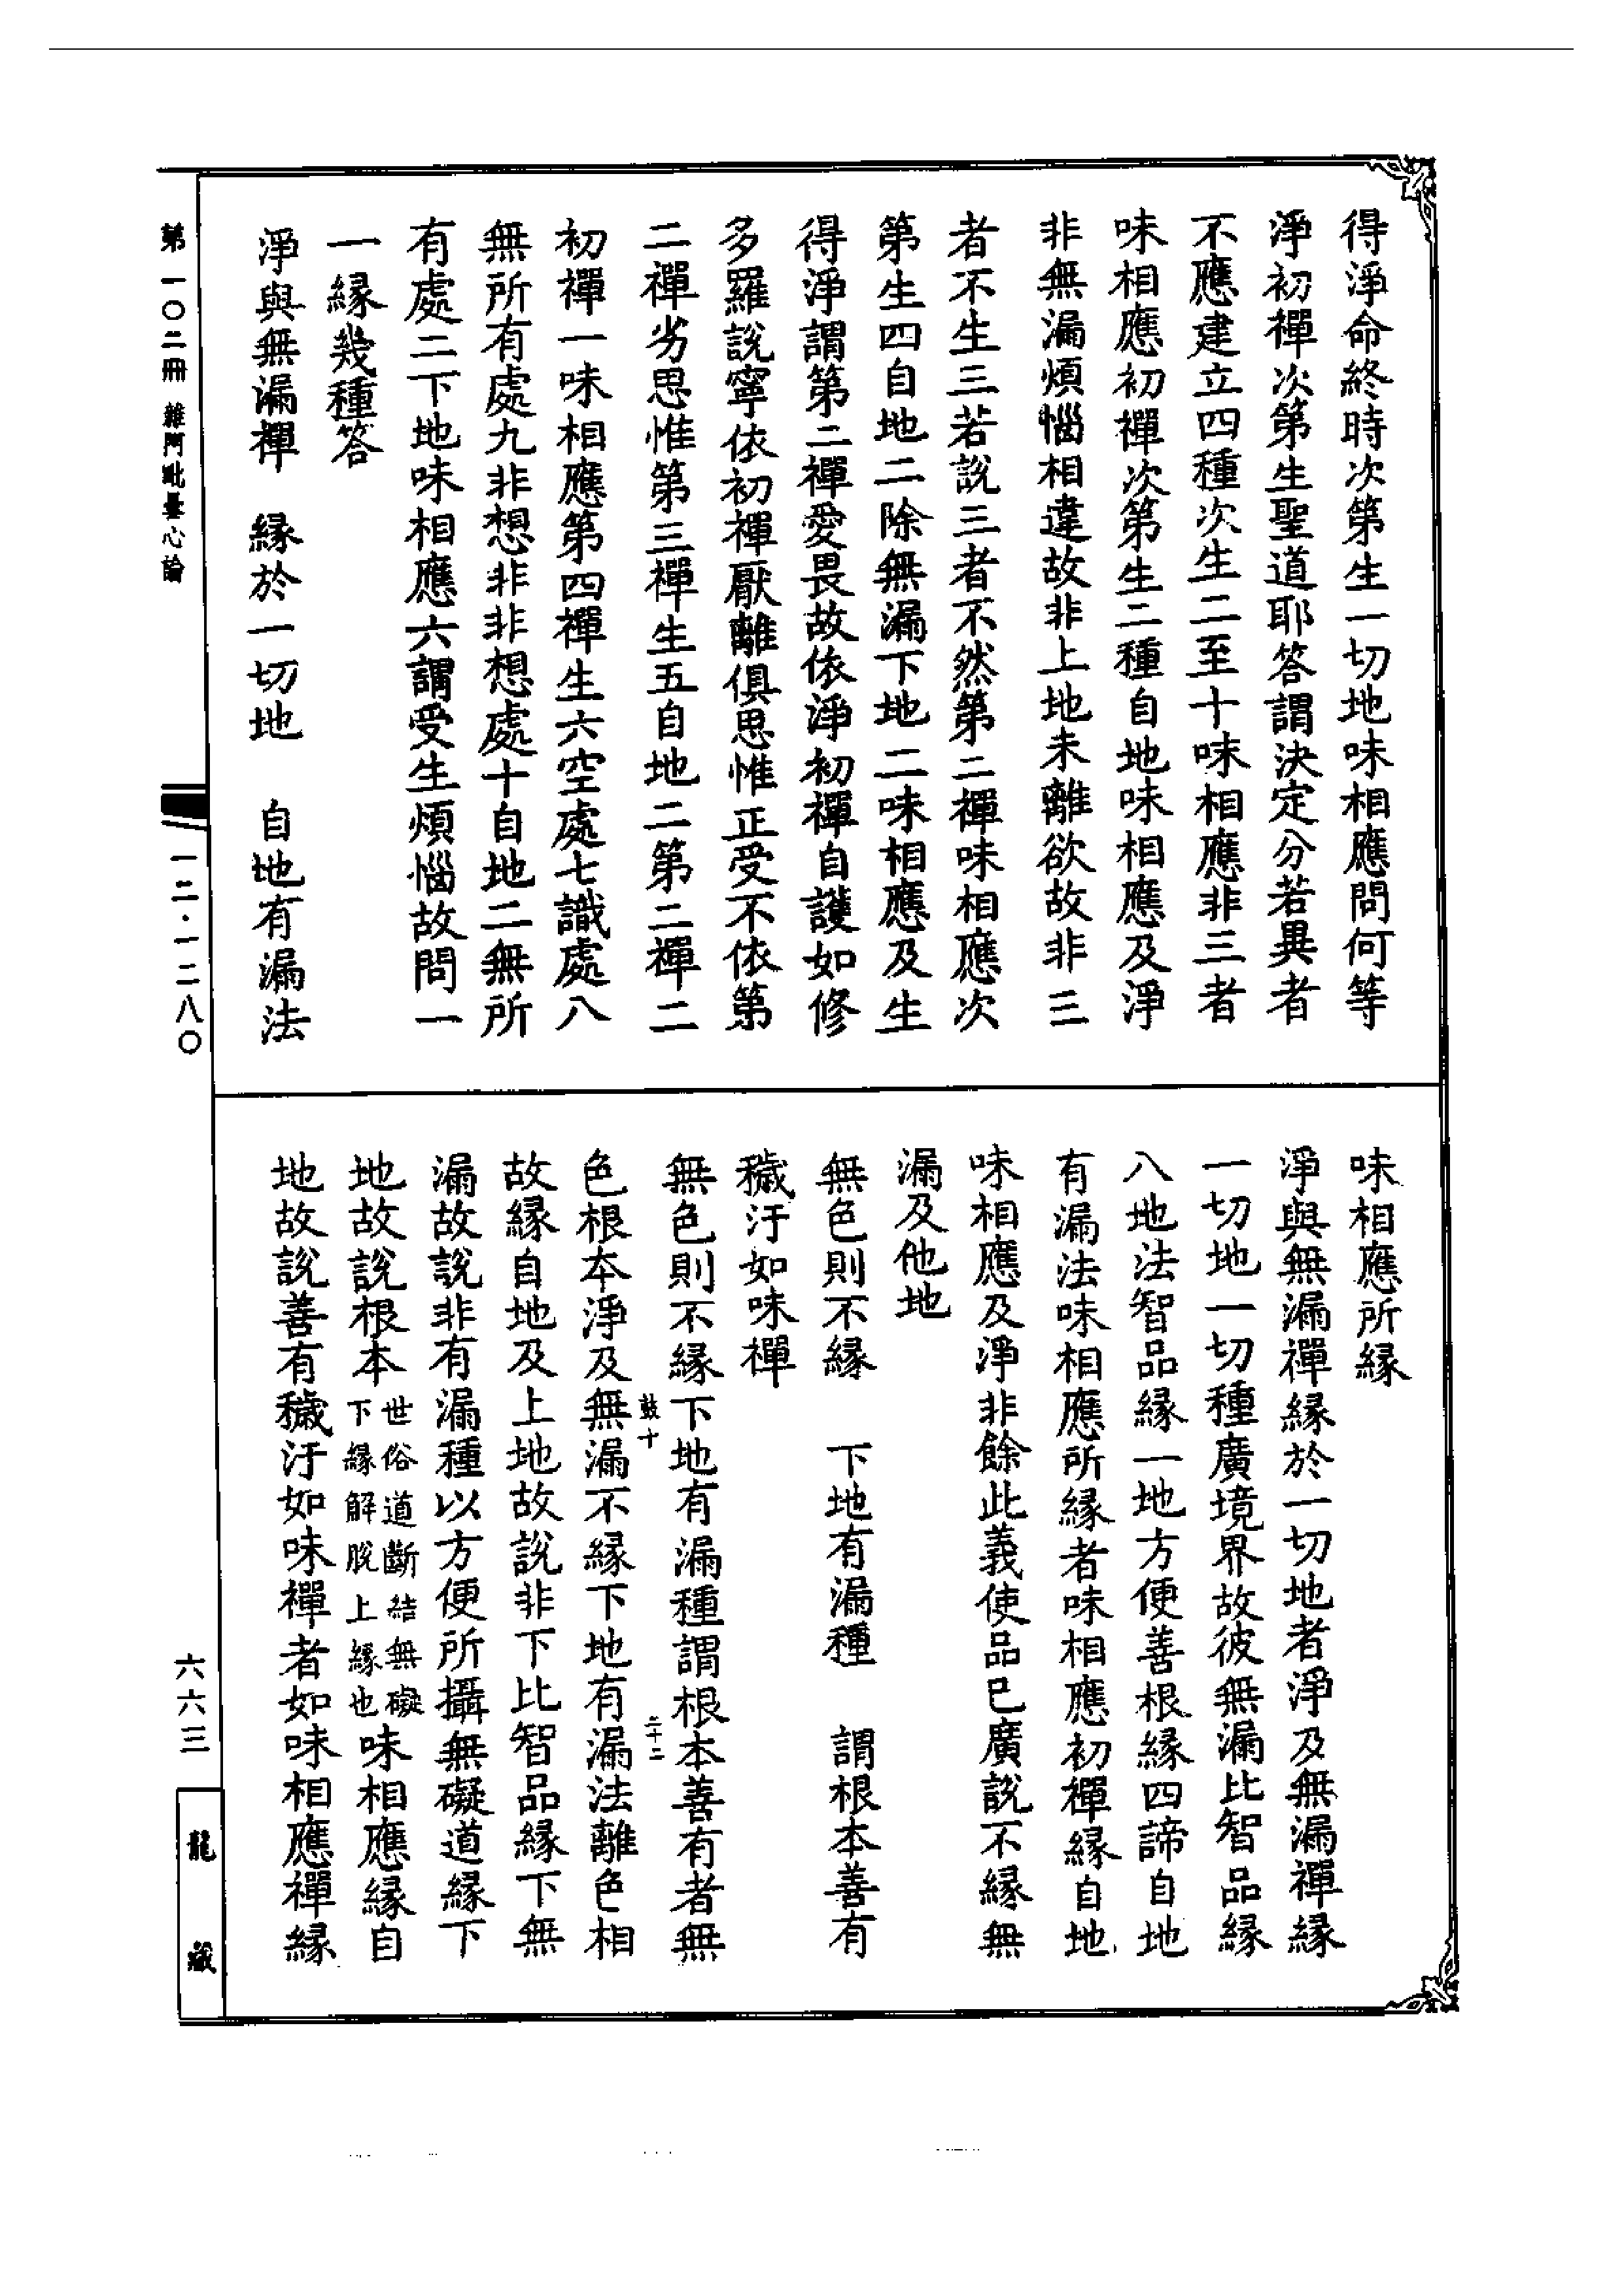 得淨命終時次第生一切地味相應問何等
淨初禪次第生聖道耶答謂決定分若異者
不應建立四種次生二至十味相應非三者
味相應初禪次第生二種自地味相應及淨
非無漏煩惱相違故非上地未離欲故非三
者不生三若說三者不然第二禪味相應次
第生四自地二除無漏下地二味相應及生
得淨謂第二禪愛畏故依淨初禪自護如修
多羅說寧依初禪厭離俱思惟正受不依第
二禪劣思惟第三禪生五自地二第二禪二
初禪一味相應第四禪生六空處七識處八
無所有處九非想非非想處十自地二無所
有處二下地味相應六謂受生煩惱故問一
一緣幾種答
淨與無漏禪　緣於一切地　自地有漏法
味相應所緣
淨與無漏禪緣於一切地者淨及無漏禪緣
一切地一切種廣境界故彼無漏比智品緣
八地法智品緣一地方便善根緣四諦自地
有漏法味相應所緣者味相應初禪緣自地
味相應及淨非餘此義使品已廣說不緣無
漏及他地
無色則不緣　下地有漏種　謂根本善有
穢汙如味禪
無色則不緣下地有漏種謂根本善有者無
鼓十　二十二
色根本淨及無漏不緣下地有漏法離色相
故緣自地及上地故說非下比智品緣下無
漏故說非有漏種以方便所攝無礙道緣下
地故說根本世俗道斷結無礙下緣解脫上緣也味相應緣自
地故說善有穢汙如味禪者如味相應禪緣
第一〇二冊　雜阿毗曇心論
一二·一二八〇
六六三
龍藏